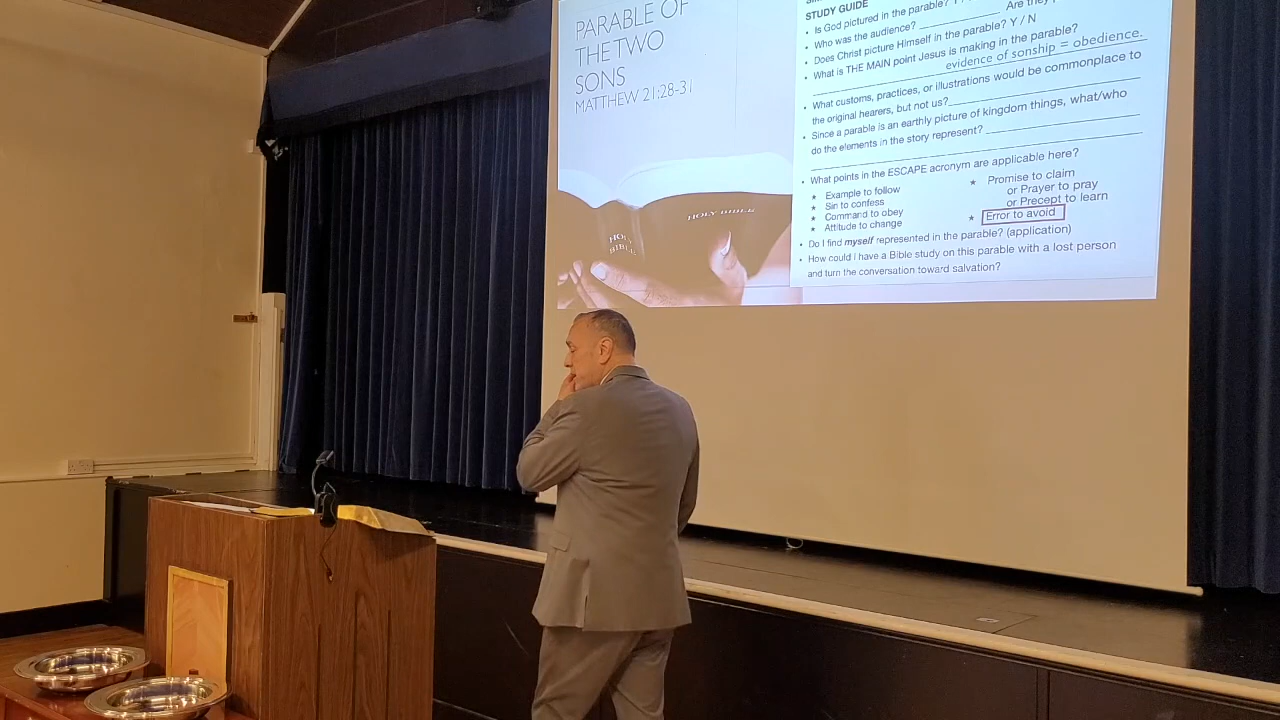 PARABLE OF
THE TWO
SONS
MATTHEW 21:28-31
HOLY BIBLE
HOLY
BIBLE
STUDY GUIDE
• Is God pictured in the parable? Y /
• Who was the audience? ________ Are they
• Does Christ picture Himself in the parable? Y / N
• What is THE MAIN point Jesus is making in the parable?
evidence of sonship = obedience.
• What customs, practices, or illustrations would be commonplace to
the original hearers, but not us?________
• Since a parable is an earthly picture of kingdom things, what/who
do the elements in the story represent? ________
• What points in the ESCAPE acronym are applicable here?
★ Example to follow
★ Sin to confess
★ Command to obey
★ Attitude to change
★ Promise to claim
or Prayer to pray
or Precept to learn
★ Error to avoid
• Do I find myself represented in the parable? (application)
• How could I have a Bible study on this parable with a lost person
and turn the conversation toward salvation?